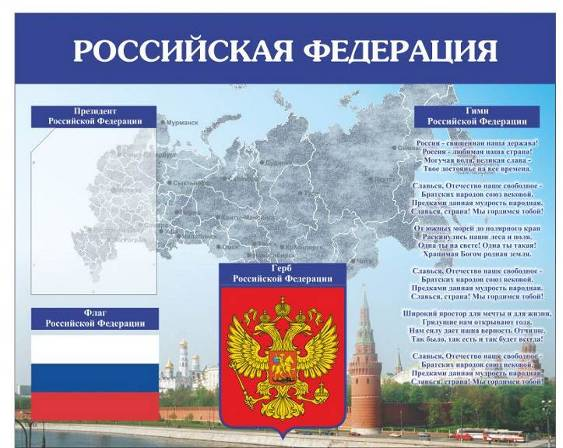 РОССИЙСКАЯ ФЕДЕРАЦИЯ
Президент
Российской Федерации
Гимн
Российской Федерации
Мурманск
Россия - священная наша держава!
Россия - любимая наша страна!
Могучая воля, великая слава -
Твое достоянье на все времена.
Славься, Отечество наше свободное -
Братских народов союз вековой,
Предками данная мудрость народная.
Славься, страна! Мы гордимся тобой!
От южных морей до полярного края
Раскинулись наши леса и поля.
Одна ты на свете! Одна ты такая!
Хранимая Богом родная земля.
Славься, Отечество наше свободное -
Братских народов союз вековой,
Предками данная мудрость народная.
Славься, страна! Мы гордимся тобой!
Широкий простор для мечты и для жизни,
Грядущие нам открывают года.
Нам силу дает наша верность Отчизне.
Так было, так есть и так будет всегда!
Славься, Отечество наше свободное -
Братских народов союз вековой,
Предками данная мудрость народная.
Славься, страна! Мы гордимся тобой!
Чита
Герб
Российской Федерации
Флаг
Российской Федерации